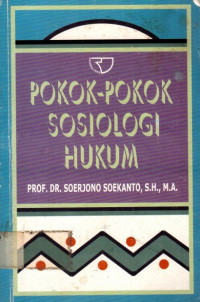 POKOK-POKOK
SOSIOLOGI
HUKUM
PROF. DR. SOERJONO SOEKANTO, S.H., M.A.